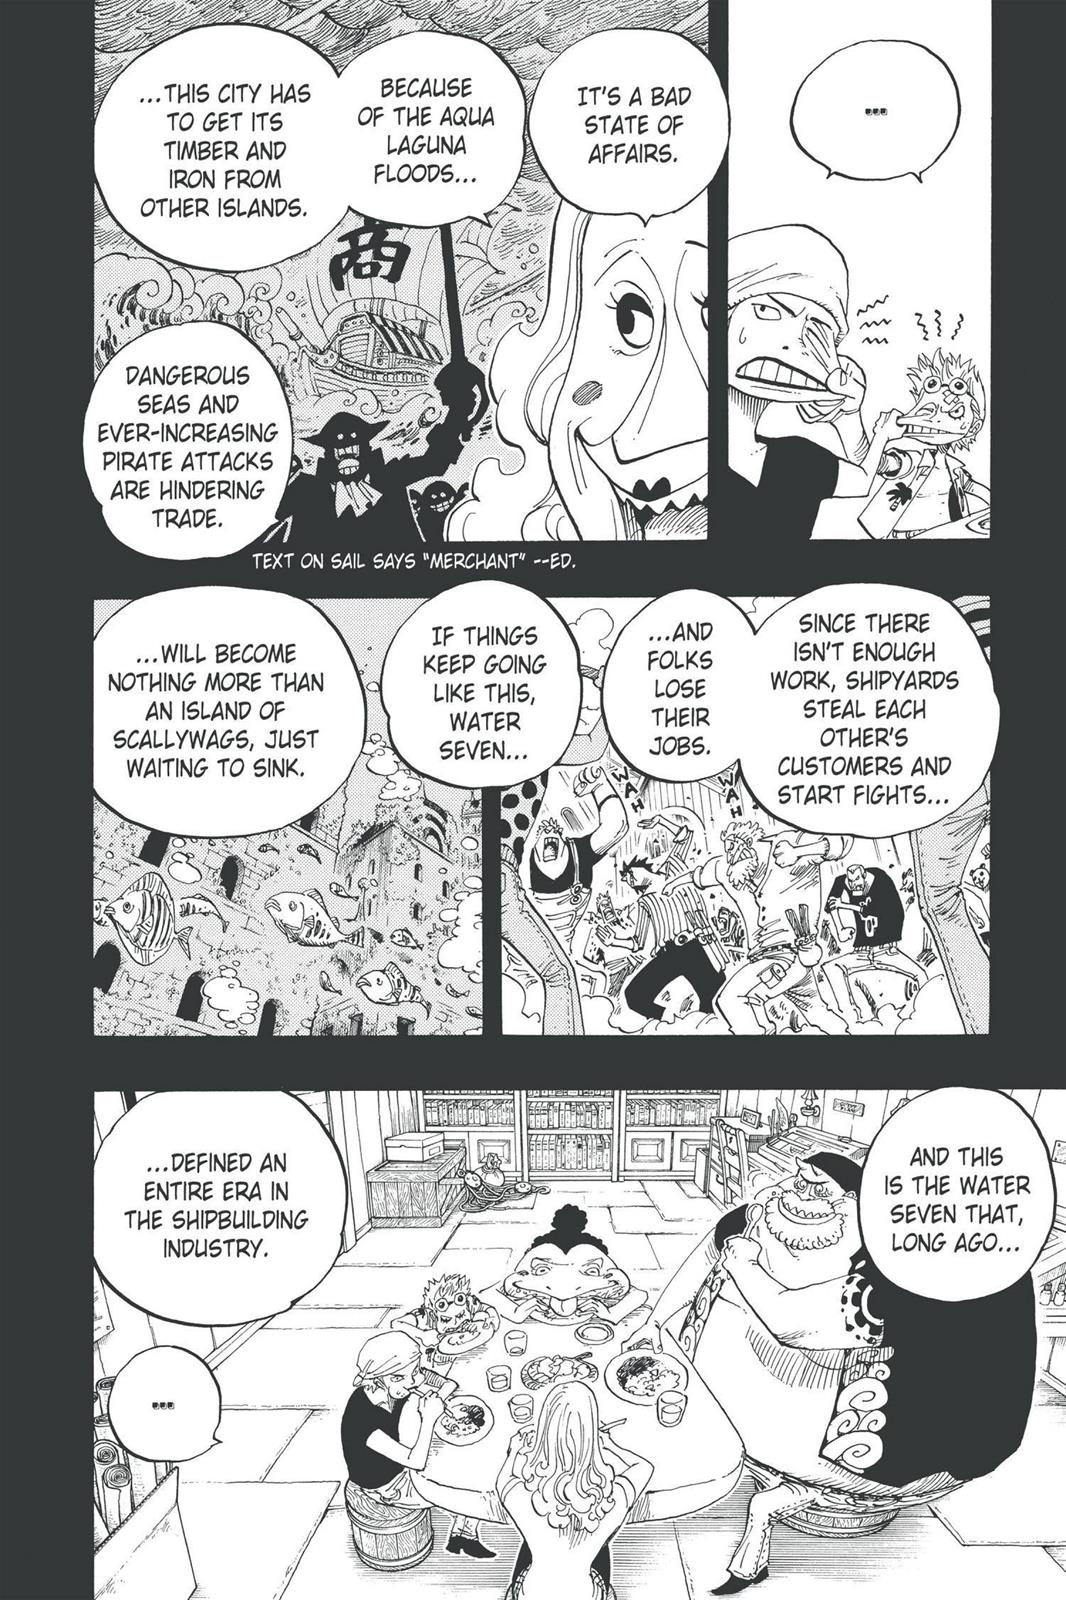 ...
IT'S A BAD
STATE OF
AFFAIRS.
BECAUSE
OF THE AQUA
LAGUNA
FLOODS...
...THIS CITY HAS
TO GET ITS
TIMBER AND
IRON FROM
OTHER ISLANDS.
商
DANGEROUS
SEAS AND
EVER-INCREASING
PIRATE ATTACKS
ARE HINDERING
TRADE.
TEXT ON SAIL SAYS "MERCHANT" --ED.
SINCE THERE
ISN'T ENOUGH
WORK, SHIPYARDS
STEAL EACH
OTHER'S
CUSTOMERS AND
START FIGHTS...
...AND
FOLKS
LOSE
THEIR
JOBS.
WAH
WAH
IF THINGS
KEEP GOING
LIKE THIS,
WATER
SEVEN...
...WILL BECOME
NOTHING MORE THAN
AN ISLAND OF
SCALLYWAGS, JUST
WAITING TO SINK.
AND THIS
IS THE WATER
SEVEN THAT,
LONG AGO...
...DEFINED AN
ENTIRE ERA IN
THE SHIPBUILDING
INDUSTRY.
...